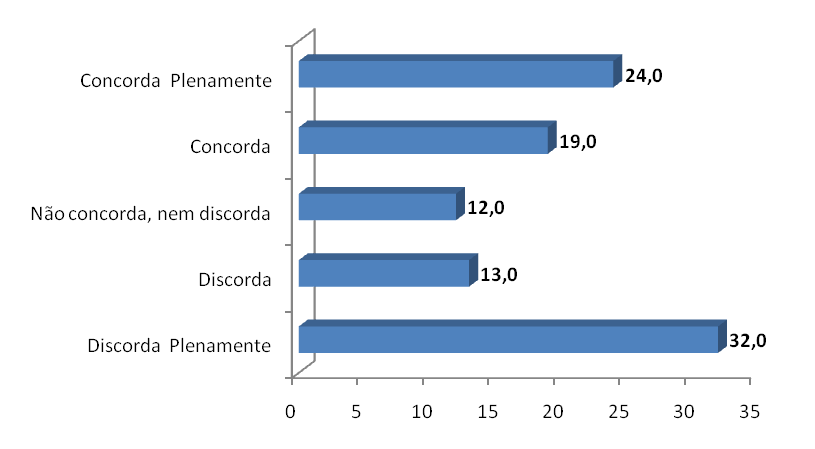 Concorda Plenamente 24,0
Concorda 19,0
Não concorda, nem discorda 12,0
Discorda 13,0
Discorda Plenamente 32,0
0 5 10 15 20 25 30 35